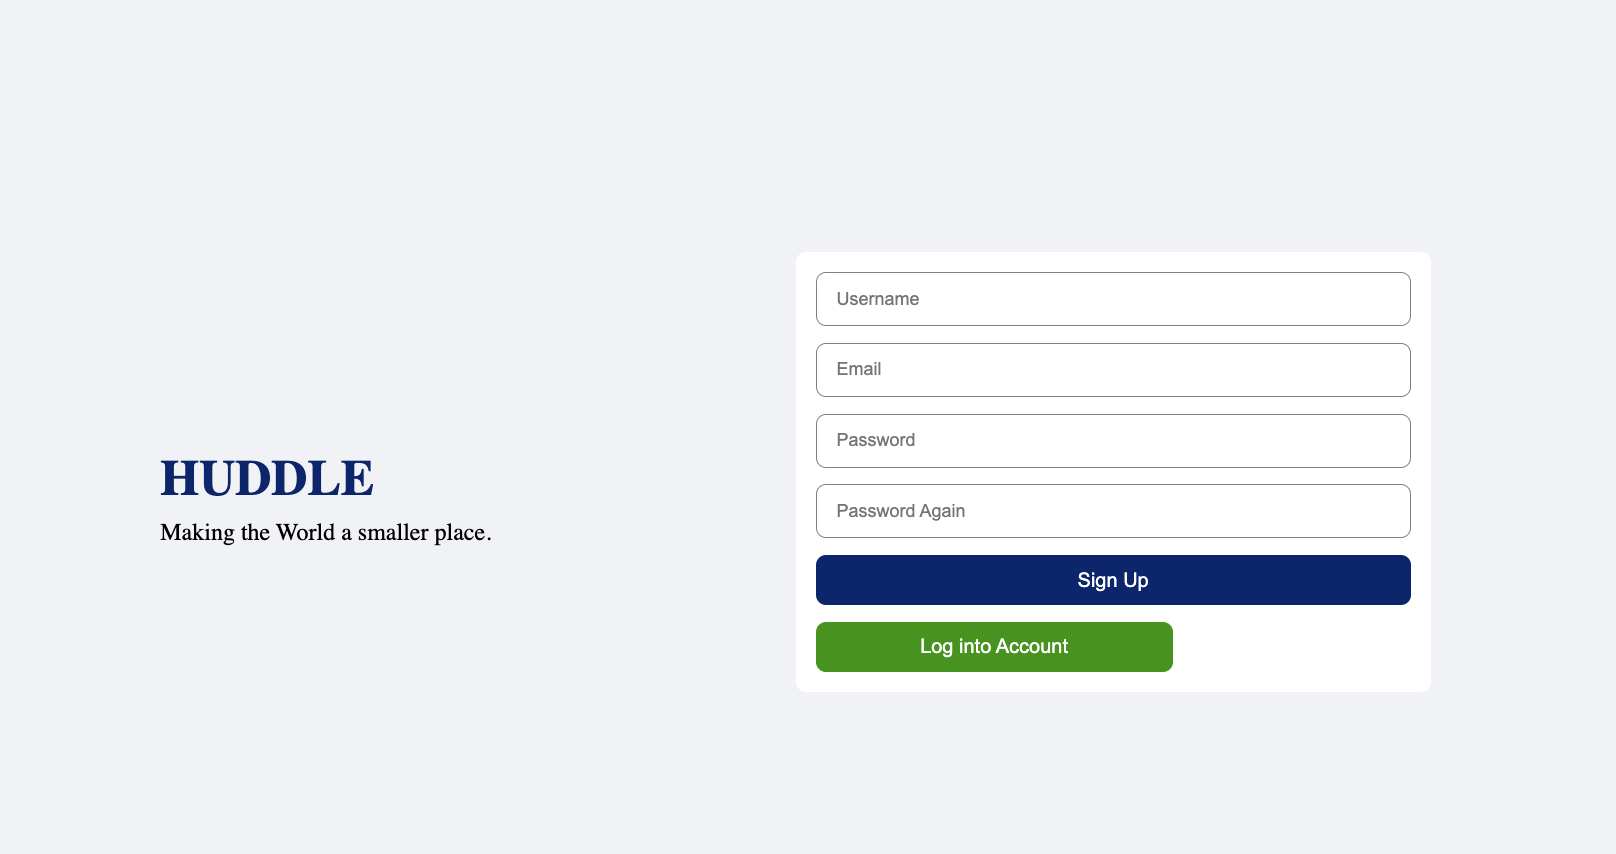 HUDDLE
Making the World a smaller place.
Username
Email
Password
Password Again
Sign Up
Log into Account